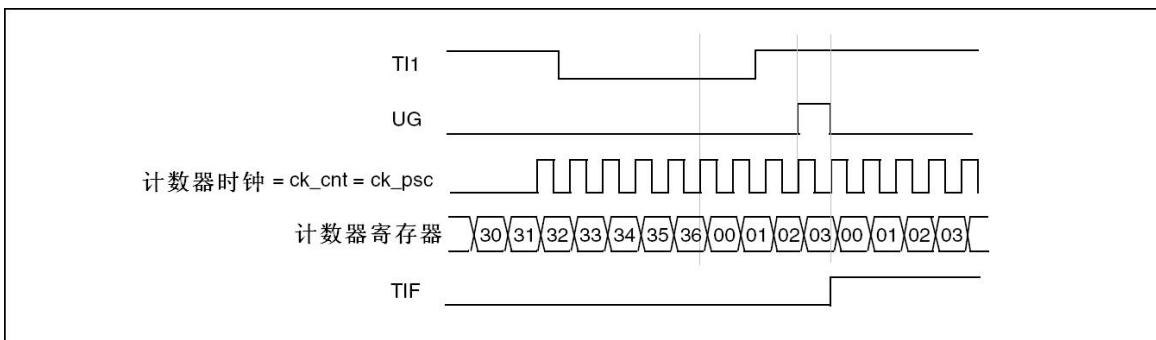 TI1
UG
计数器时钟 = ck_cnt = ck_psc
计数器寄存器 30 31 32 33 34 35 36 00 01 02 03 00 01 02 03
TIF